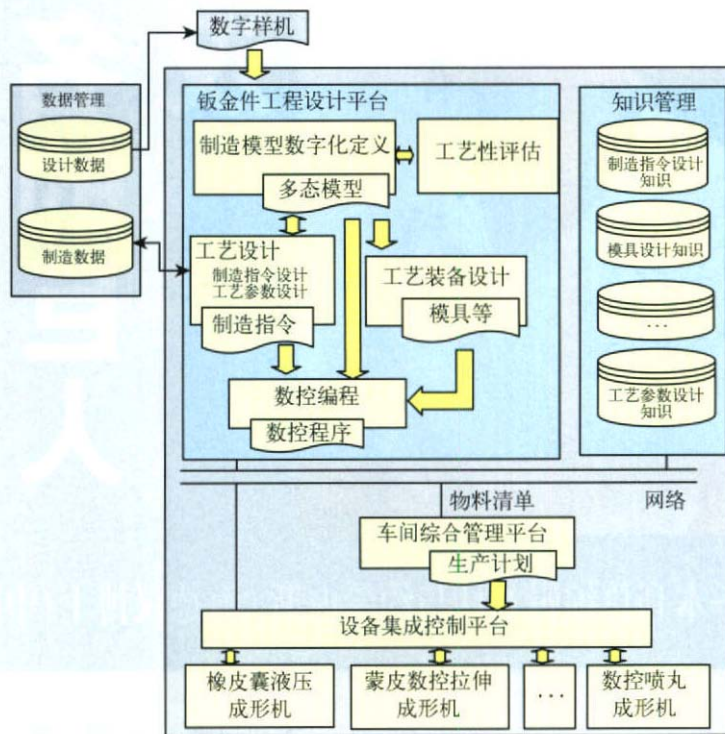 数字样机
数据管理
设计数据
制造数据
钣金件工程设计平台
制造模型数字化定义
多态模型
工艺性评估
工艺设计
制造指令设计
工艺参数设计
制造指令
工艺装备设计
模具等
数控编程
数控程序
知识管理
制造指令设计
知识
模具设计知识
...
工艺参数设计
知识
物料清单
网络
车间综合管理平台
生产计划
设备集成控制平台
橡皮囊液压
成形机
蒙皮数控拉伸
成形机
...
数控喷丸
成形机